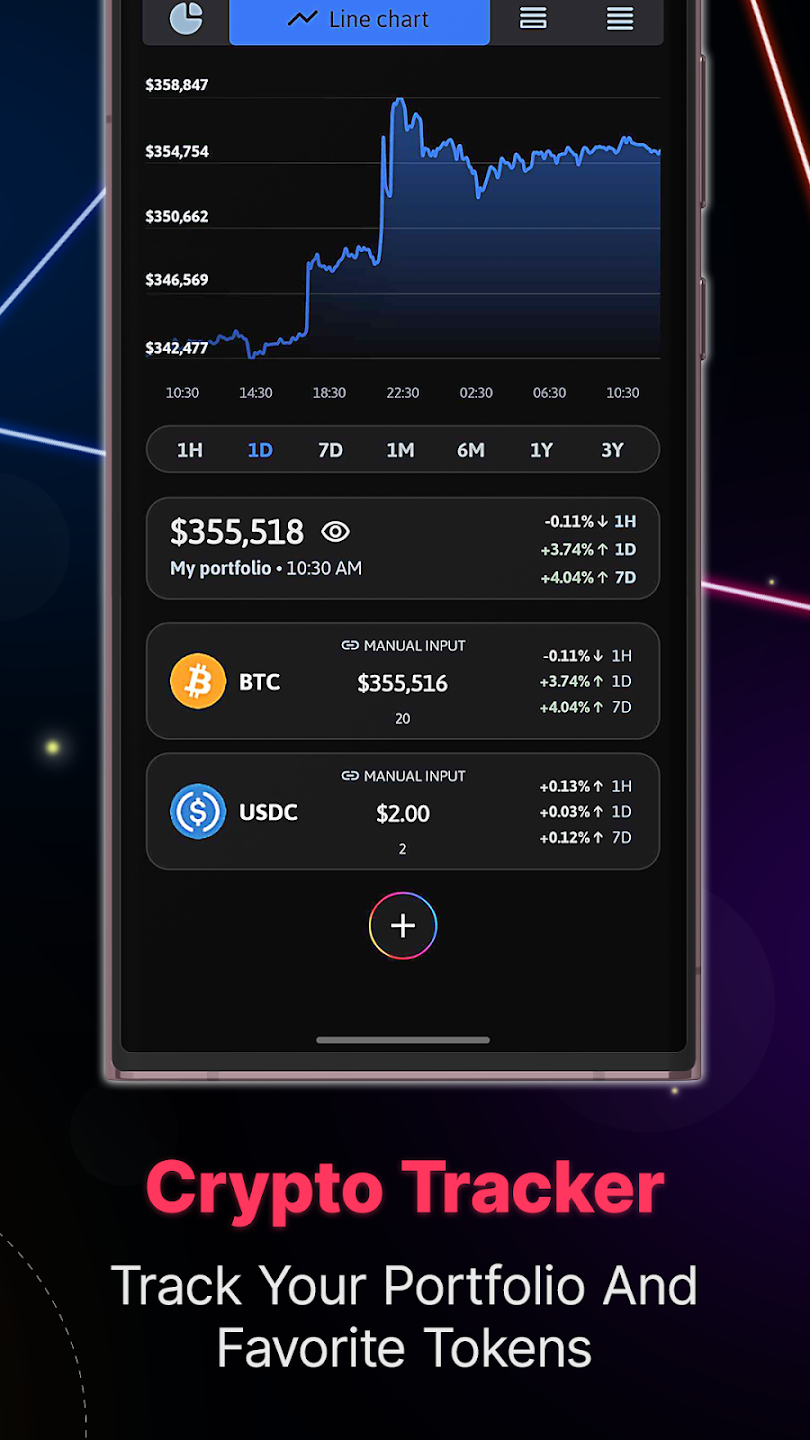 Line chart
$358,847
$354,754
$350,662
$346,569
$342,477
10:30 14:30 18:30 22:30 02:30 06:30 10:30
1H 1D 7D 1M 6M 1Y 3Y
$355,518
My portfolio • 10:30 AM
-0.11%↓ 1H
+3.74%↑ 1D
+4.04%↑ 7D
BTC
MANUAL INPUT
$355,516
20
-0.11%↓ 1H
+3.74%↑ 1D
+4.04%↑ 7D
USDC
MANUAL INPUT
$2.00
2
+0.13%↑ 1H
+0.03%↑ 1D
+0.12%↑ 7D
+
Crypto Tracker
Track Your Portfolio And
Favorite Tokens